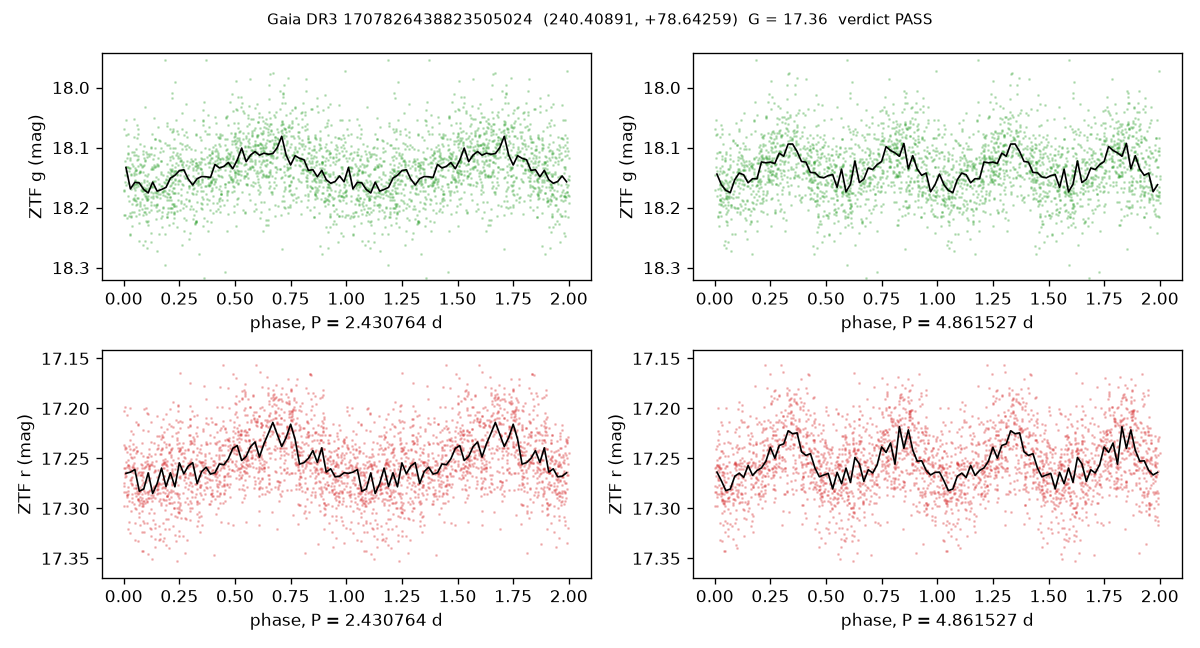 Gaia DR3 1707826438823505024 (240.40891, +78.64259) G = 17.36 verdict PASS
ZTF g (mag)
18.0
18.1
18.2
18.3
0.00 0.25 0.50 0.75 1.00 1.25 1.50 1.75 2.00
phase, P = 2.430764 d
ZTF g (mag)
18.0
18.1
18.2
18.3
0.00 0.25 0.50 0.75 1.00 1.25 1.50 1.75 2.00
phase, P = 4.861527 d
ZTF r (mag)
17.15
17.20
17.25
17.30
17.35
0.00 0.25 0.50 0.75 1.00 1.25 1.50 1.75 2.00
phase, P = 2.430764 d
ZTF r (mag)
17.15
17.20
17.25
17.30
17.35
0.00 0.25 0.50 0.75 1.00 1.25 1.50 1.75 2.00
phase, P = 4.861527 d